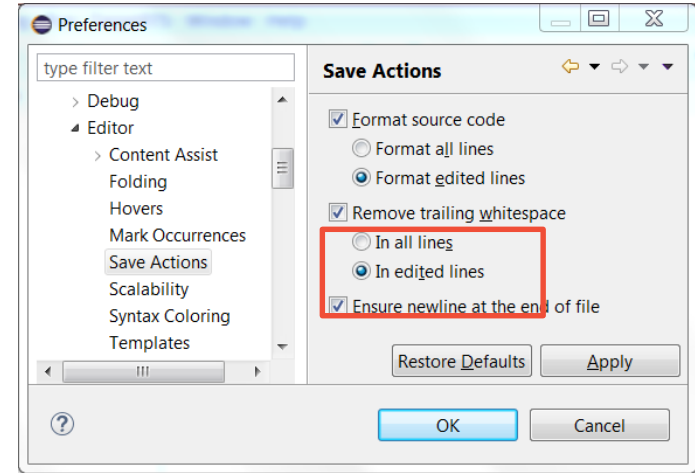 Preferences
type filter text
Debug
Editor
Content Assist
Folding
Hovers
Mark Occurrences
Save Actions
Scalability
Syntax Coloring
Templates
Save Actions
Format source code
Format all lines
Format edited lines
Remove trailing whitespace
In all lines
In edited lines
Ensure newline at the end of file
Restore Defaults
Apply
?
OK
Cancel